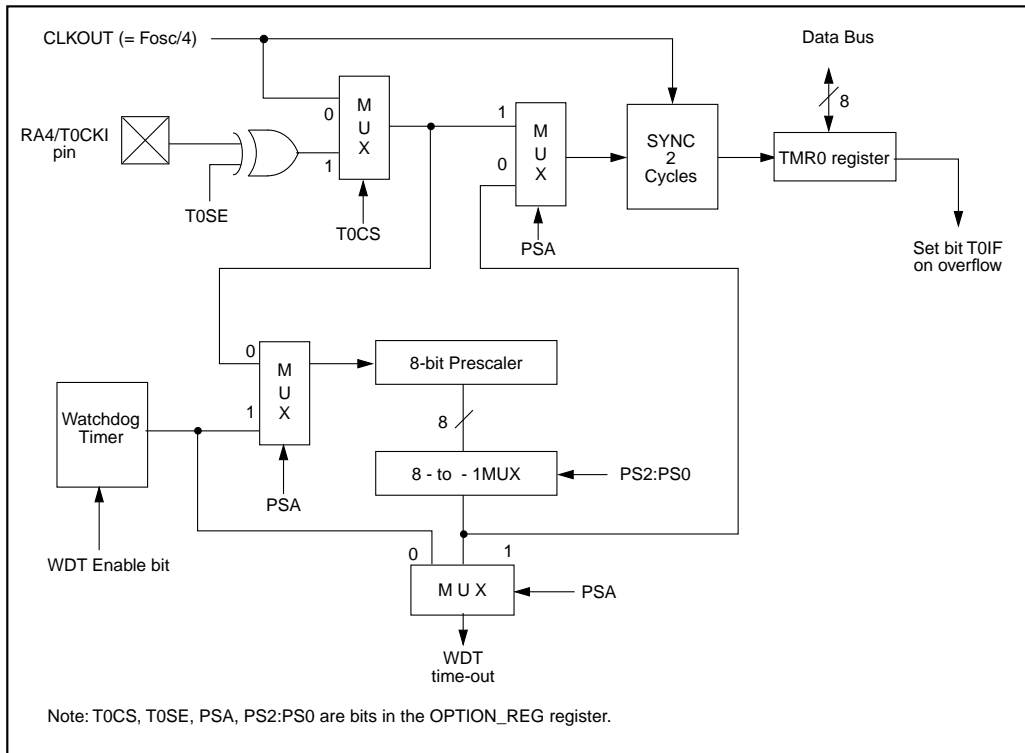 CLKOUT (= Fosc/4)
Data Bus
8
RA4/T0CKI
pin
T0SE
0
1
M
U
X
T0CS
1
0
M
U
X
PSA
SYNC
2
Cycles
TMR0 register
Set bit T0IF
on overflow
0
1
M
U
X
PSA
Watchdog
Timer
WDT Enable bit
8-bit Prescaler
8
8 - to - 1MUX
PS2:PS0
0
1
M U X
PSA
WDT
time-out
Note: T0CS, T0SE, PSA, PS2:PS0 are bits in the OPTION_REG register.